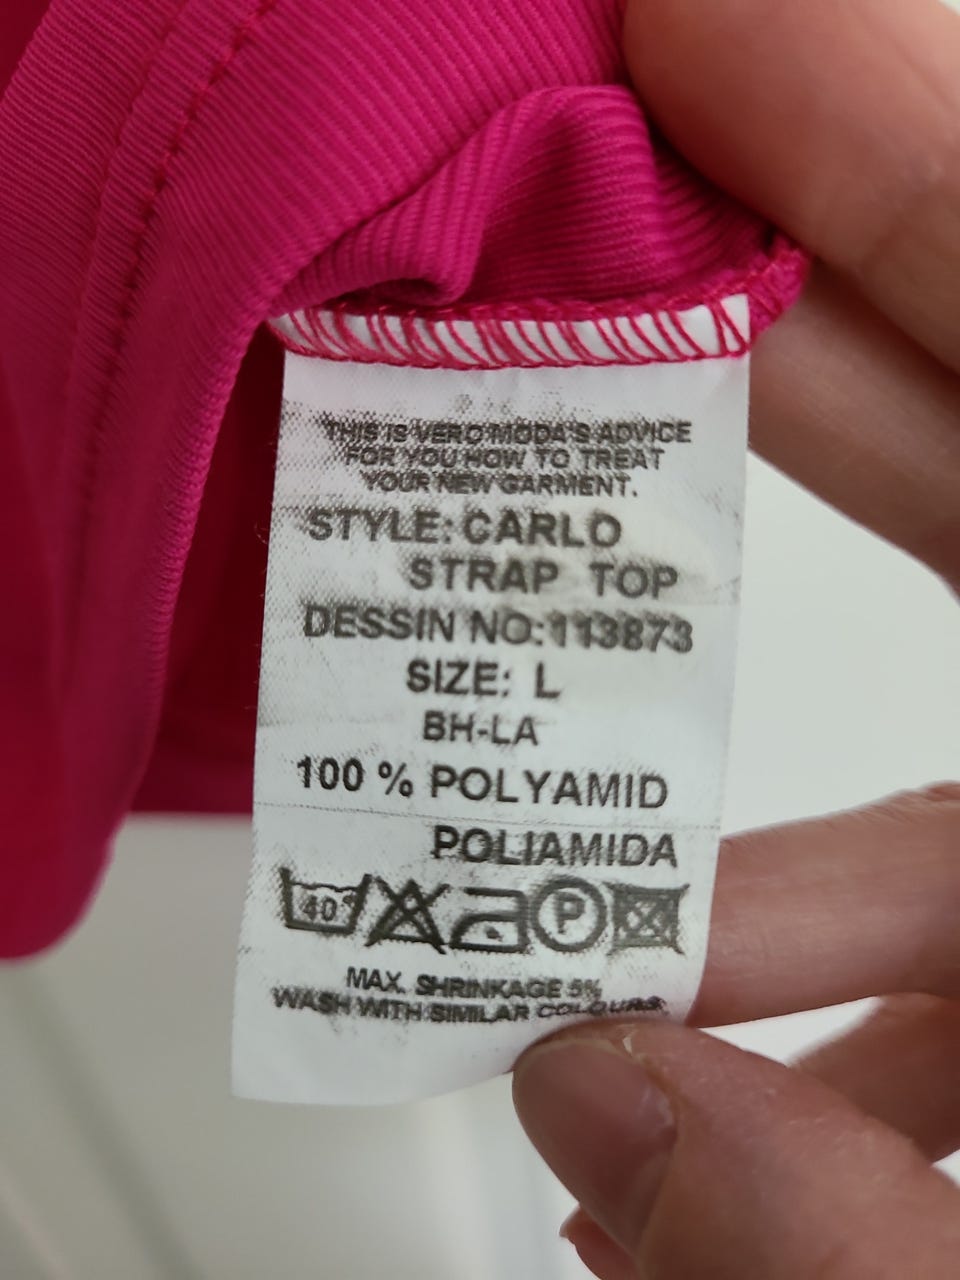 THIS IS VERO MODA'S ADVICE
FOR YOU HOW TO TREAT
YOUR NEW GARMENT.
STYLE: CARLO
STRAP TOP
DESSIN NO: 113873
SIZE: L
BH-LA
100 % POLYAMID
POLIAMIDA
40° P
MAX. SHRINKAGE 5%
WASH WITH SIMILAR COLOURS.